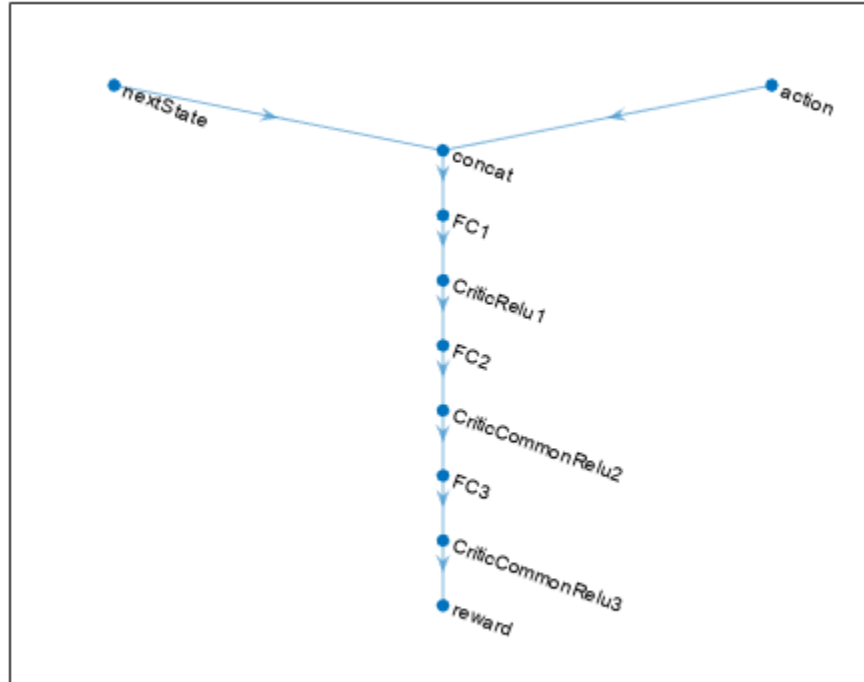 nextState
action
concat
FC1
CriticRelu1
FC2
CriticCommonRelu2
FC3
CriticCommonRelu3
reward